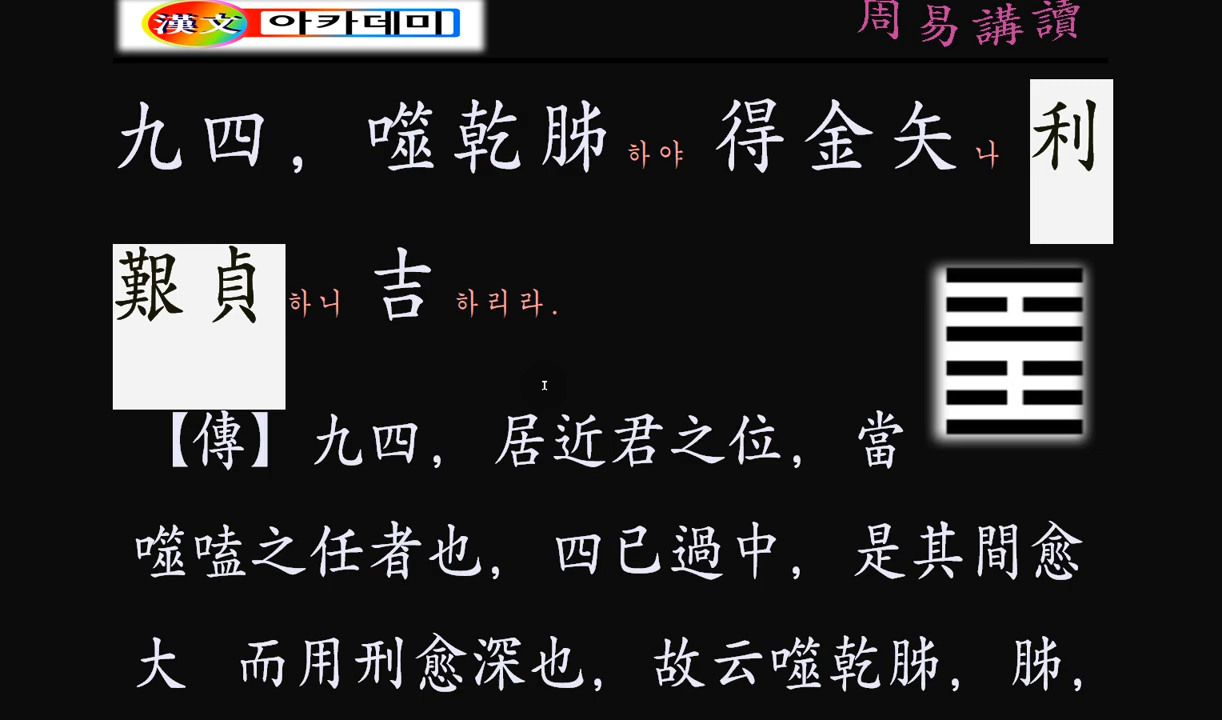 漢文 아카데미
周易講讀
九四, 噬乾胏하야 得金矢나 利
艱貞하니 吉하리라.
【傳】九四, 居近君之位, 當
噬嗑之任者也, 四已過中, 是其間愈
大 而用刑愈深也, 故云噬乾胏, 胏,